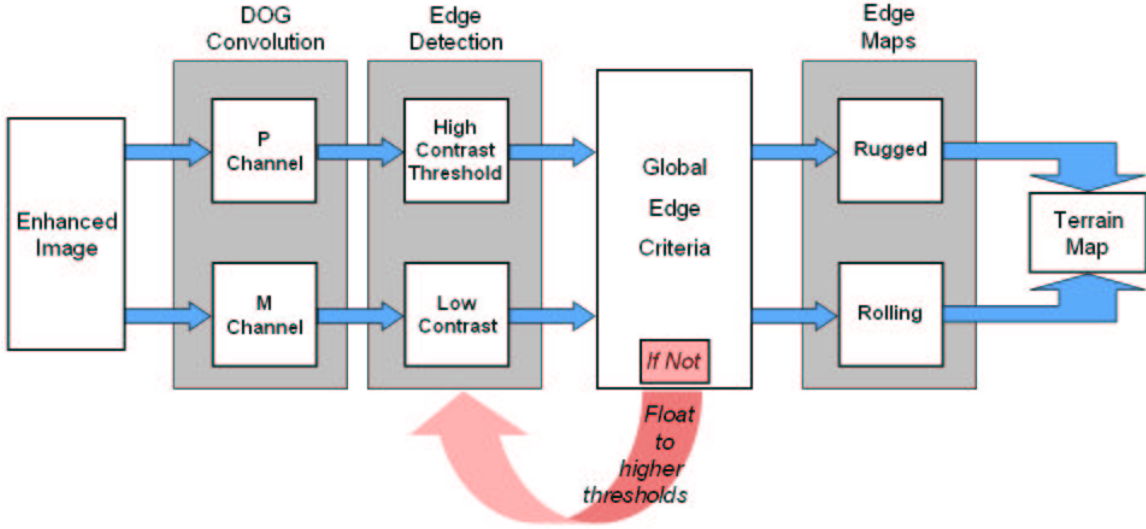 DOG
Convolution
Edge
Detection
Edge
Maps
Enhanced
Image
P
Channel
High
Contrast
Threshold
Global
Edge
Criteria
Rugged
Terrain
Map
M
Channel
Low
Contrast
If Not
Rolling
Float
to
higher
thresholds